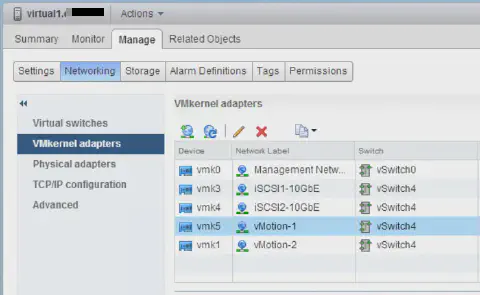 virtual1. Actions
Summary Monitor Manage Related Objects
Settings Networking Storage Alarm Definitions Tags Permissions
Virtual switches
VMkernel adapters
Physical adapters
TCP/IP configuration
Advanced
VMkernel adapters
Device Network Label Switch
vmk0 Management Netw... vSwitch0
vmk3 iSCSI1-10GbE vSwitch4
vmk4 iSCSI2-10GbE vSwitch4
vmk5 vMotion-1 vSwitch4
vmk1 vMotion-2 vSwitch4